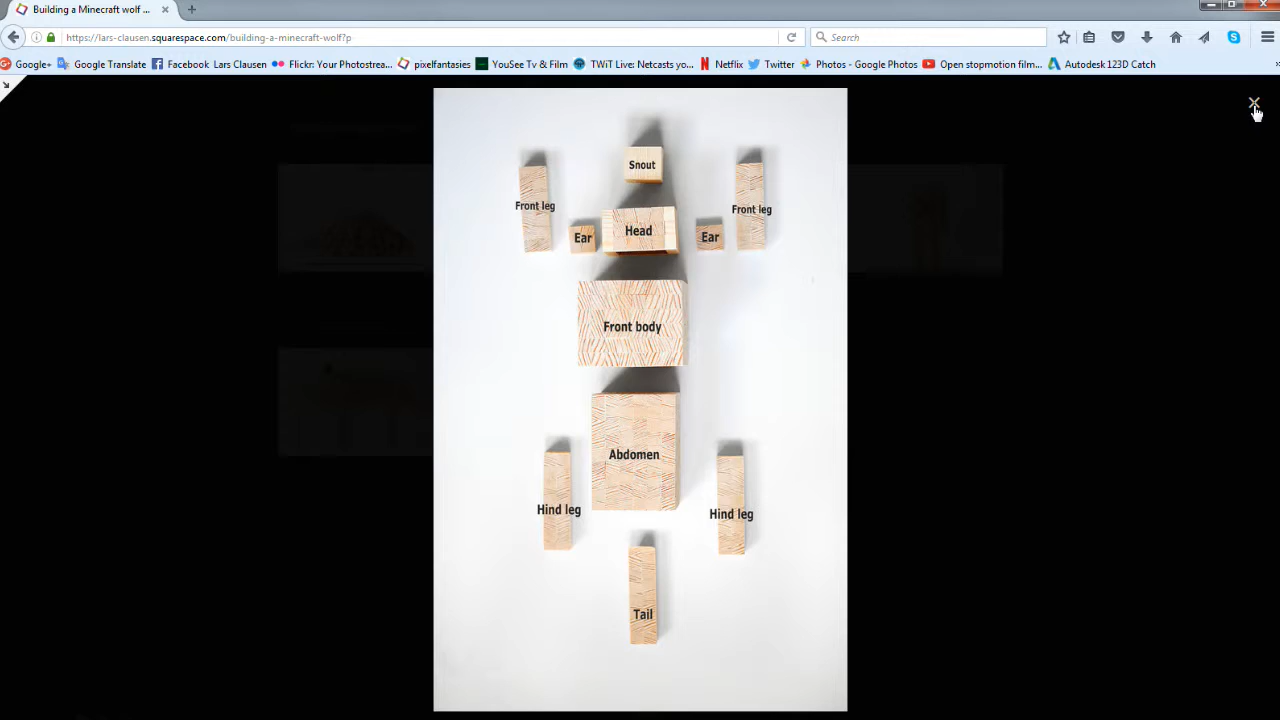 Building a Minecraft wolf ...
https://lars-clausen.squarespace.com/building-a-minecraft-wolf?p
Search
Google+ Google Translate Facebook Lars Clausen Flickr: Your Photostrea... pixelfantasies YouSee Tv & Film TWiT Live: Netcasts yo... Netflix Twitter Photos - Google Photos Open stopmotion film... Autodesk 123D Catch
Snout
Front leg
Front leg
Ear
Head
Ear
Front body
Abdomen
Hind leg
Hind leg
Tail